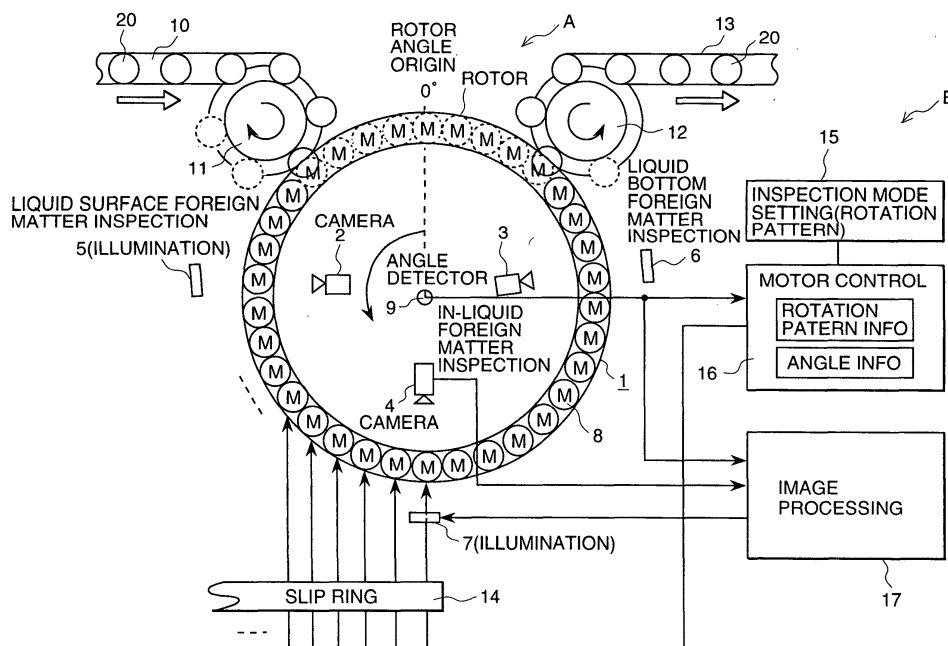 20
10
ROTOR
ANGLE
ORIGIN
0°
A
13
20
ROTOR
B
11
12
15
LIQUID SURFACE FOREIGN
MATTER INSPECTION
5(ILLUMINATION)
CAMERA
2
ANGLE
DETECTOR
9
3
LIQUID
BOTTOM
FOREIGN
MATTER
INSPECTION
6
INSPECTION MODE
SETTING(ROTATION
PATTERN)
MOTOR CONTROL
ROTATION
PATERN INFO
ANGLE INFO
16
IN-LIQUID
FOREIGN
MATTER
INSPECTION
4
CAMERA
1
8
M M M M M M M M M M M M M M M M M M M M M M M M M M M M M M M M M M M M M M
IMAGE
PROCESSING
17
7(ILLUMINATION)
SLIP RING
14